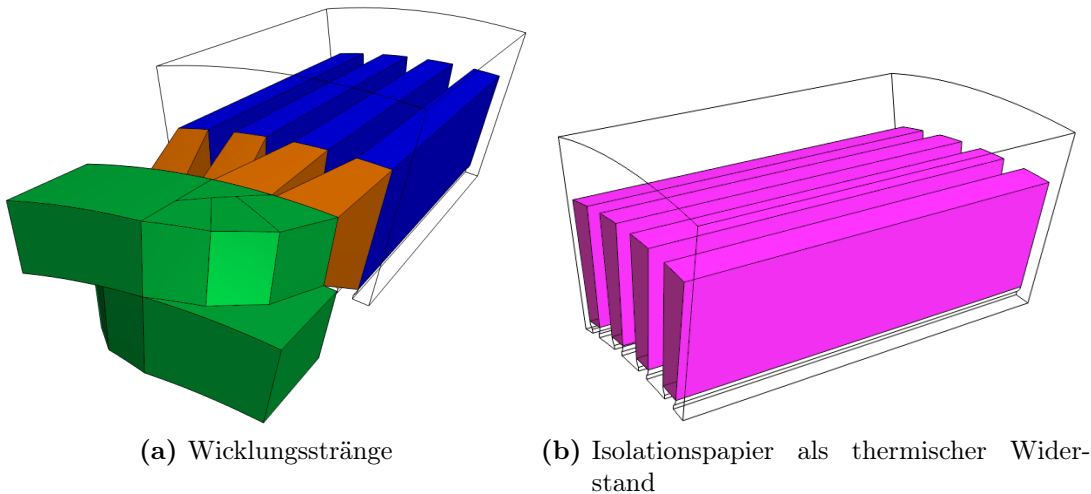 (a) Wicklungsstränge
(b) Isolationspapier als thermischer Wider-
stand